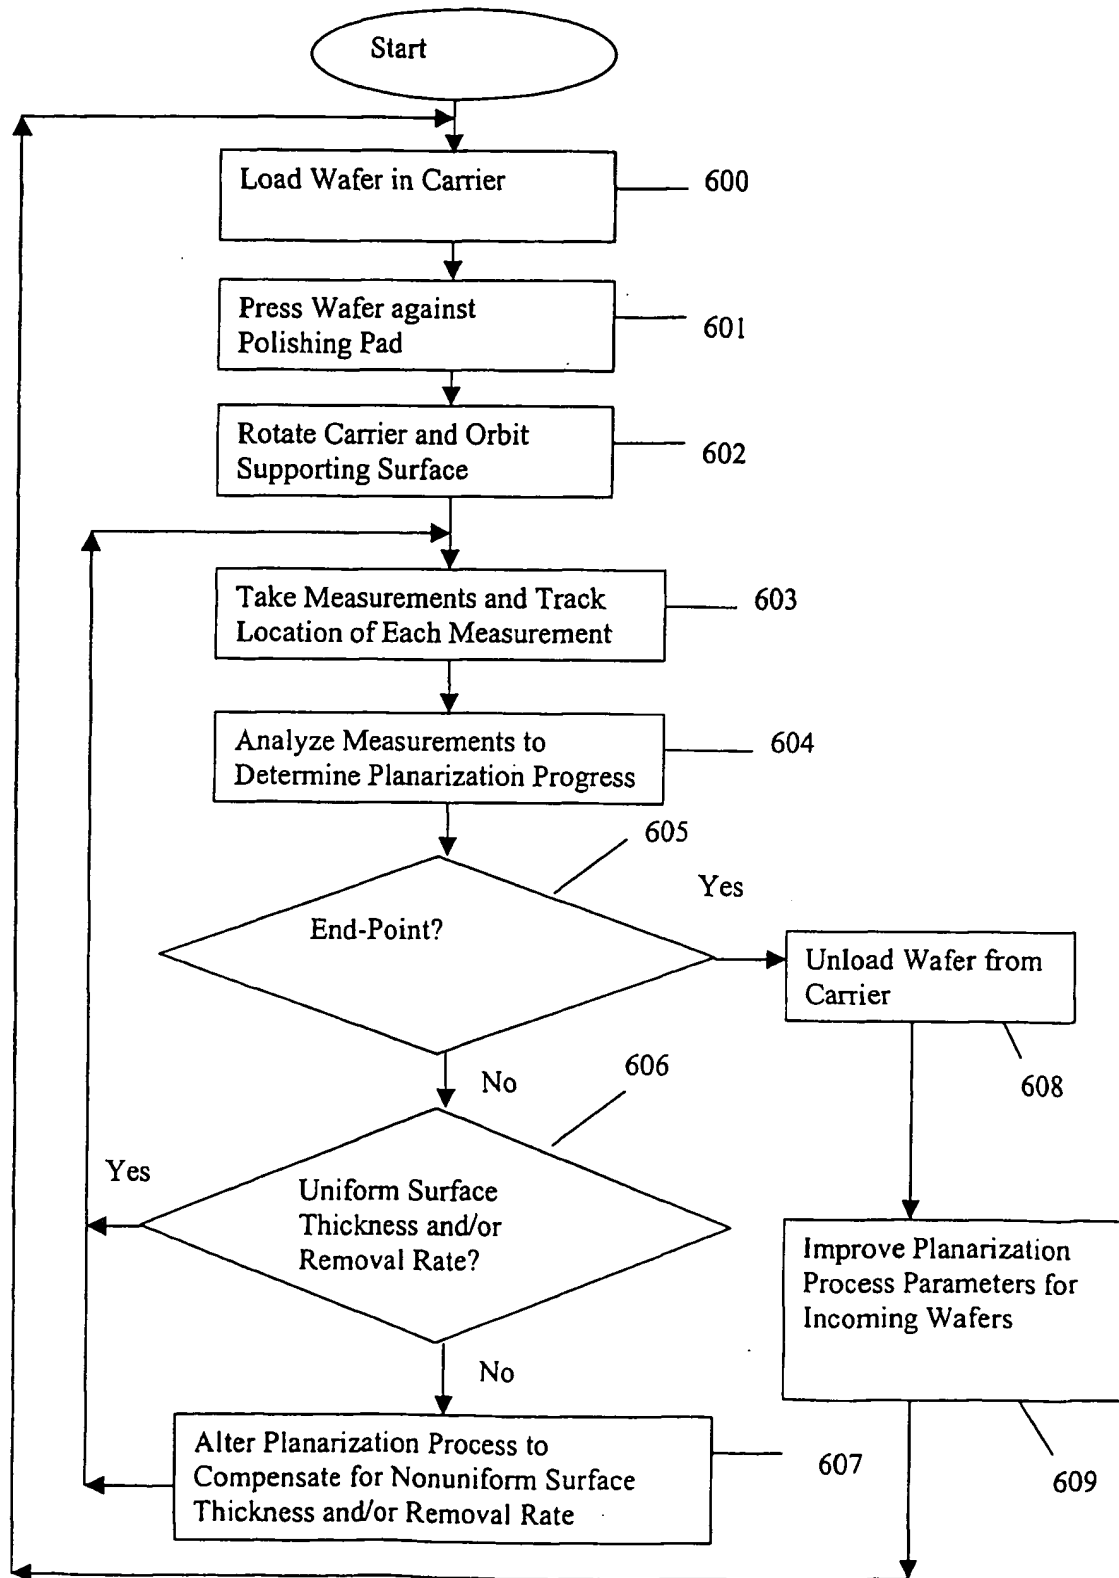 Start
Load Wafer in Carrier
600
Press Wafer against
Polishing Pad
601
Rotate Carrier and Orbit
Supporting Surface
602
Take Measurements and Track
Location of Each Measurement
603
Analyze Measurements to
Determine Planarization Progress
604
605
End-Point?
Yes
Unload Wafer from
Carrier
608
No
606
Yes
Uniform Surface
Thickness and/or
Removal Rate?
Improve Planarization
Process Parameters for
Incoming Wafers
609
No
Alter Planarization Process to
Compensate for Nonuniform Surface
Thickness and/or Removal Rate
607